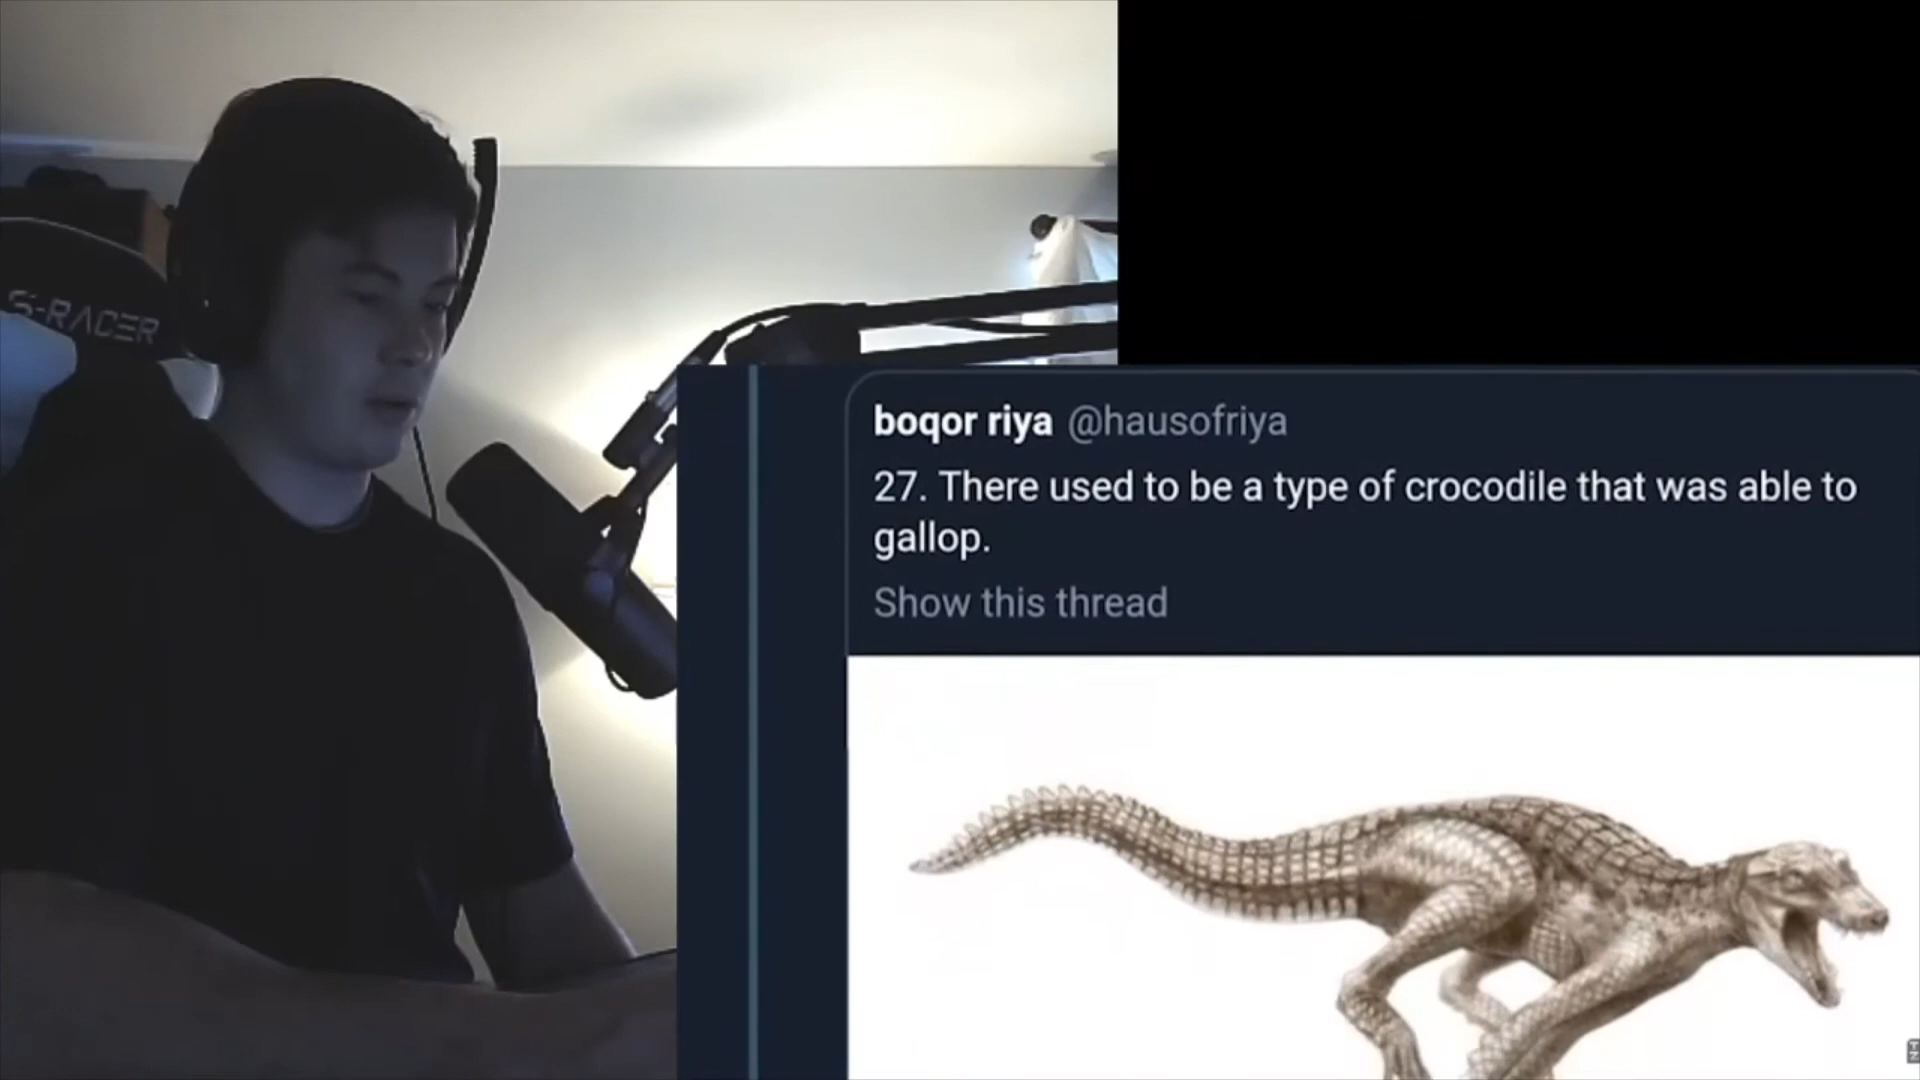 S-RACER
boqor riya @hausofriya
27. There used to be a type of crocodile that was able to
gallop.
Show this thread